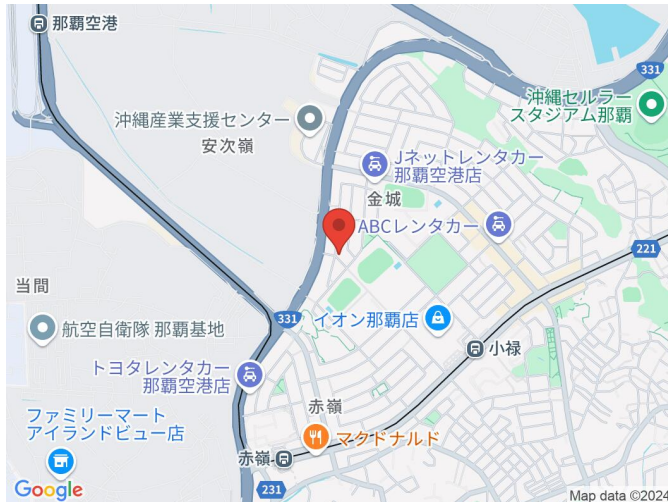 那覇空港
331
沖縄セルラー
スタジアム那覇
沖縄産業支援センター
安次嶺
Jネットレンタカー
那覇空港店
金城
ABCレンタカー
221
当間
航空自衛隊 那覇基地
331
イオン那覇店
小禄
トヨタレンタカー
那覇空港店
赤嶺
ファミリーマート
アイランドビュー店
マクドナルド
赤嶺
231
Google
Map data ©2024